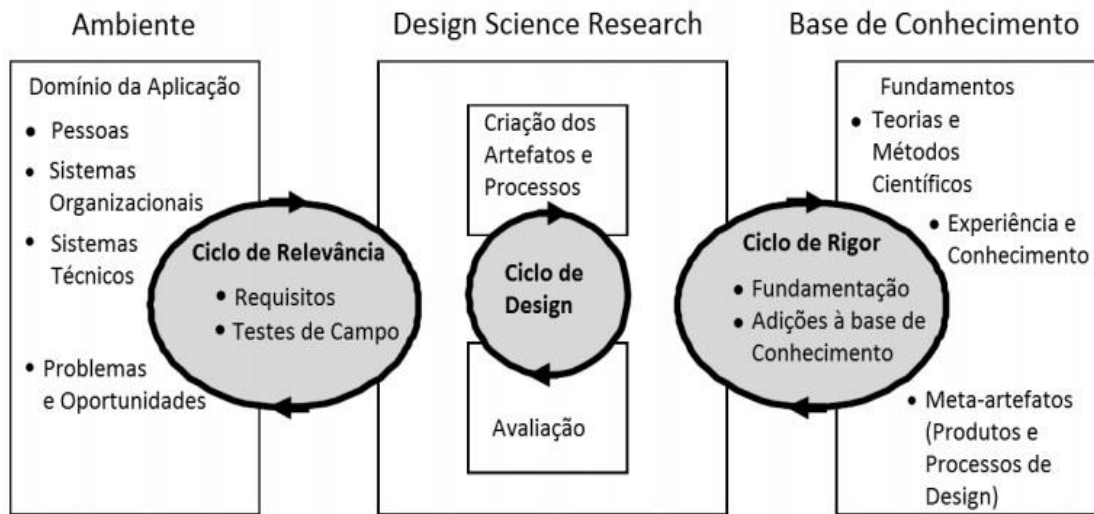 Ambiente
Design Science Research
Base de Conhecimento
Domínio da Aplicação
• Pessoas
• Sistemas
Organizacionais
• Sistemas
Técnicos
• Problemas
e Oportunidades
Ciclo de Relevância
• Requisitos
• Testes de Campo
Criação dos
Artefatos e
Processos
Ciclo de
Design
Avaliação
Ciclo de Rigor
• Fundamentação
• Adições à base de
Conhecimento
Fundamentos
• Teorias e
Métodos
Científicos
• Experiência e
Conhecimento
• Meta-artefatos
(Produtos e
Processos de
Design)